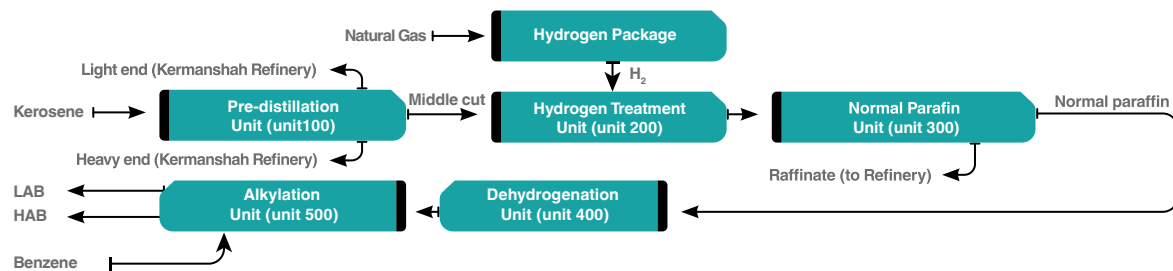 Natural Gas
Hydrogen Package
Light end (Kermanshah Refinery)
H2
Kerosene
Pre-distillation
Unit (unit100)
Middle cut
Hydrogen Treatment
Unit (unit 200)
Normal Parafin
Unit (unit 300)
Normal paraffin
Heavy end (Kermanshah Refinery)
Raffinate (to Refinery)
LAB
HAB
Alkylation
Unit (unit 500)
Dehydrogenation
Unit (unit 400)
Benzene